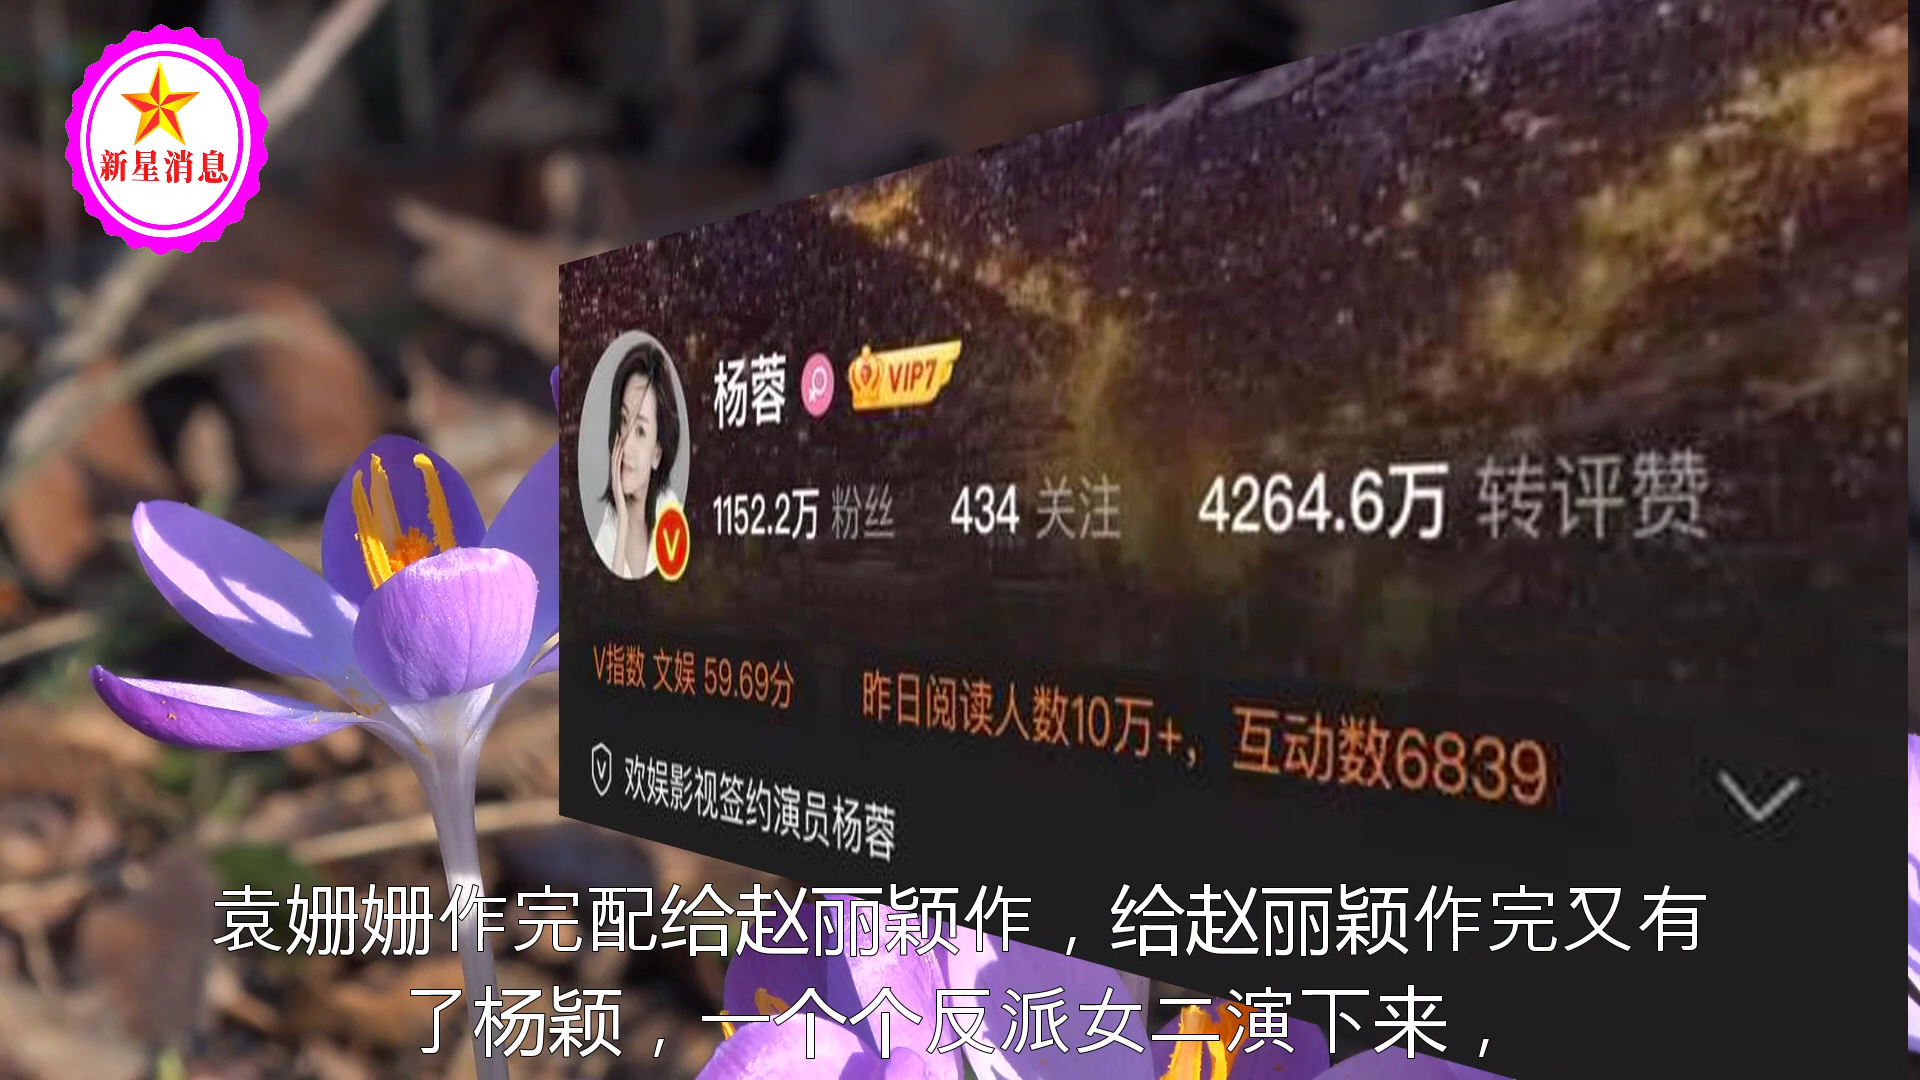 新星消息
杨蓉
VIP7
1152.2万 粉丝 434 关注 4264.6万 转评赞
V指数 文娱 59.69分 昨日阅读人数10万+，互动数6839
欢娱影视签约演员杨蓉
袁姗姗作完配给赵丽颖作，给赵丽颖作完又有
了杨颖，一个个反派女二演下来，